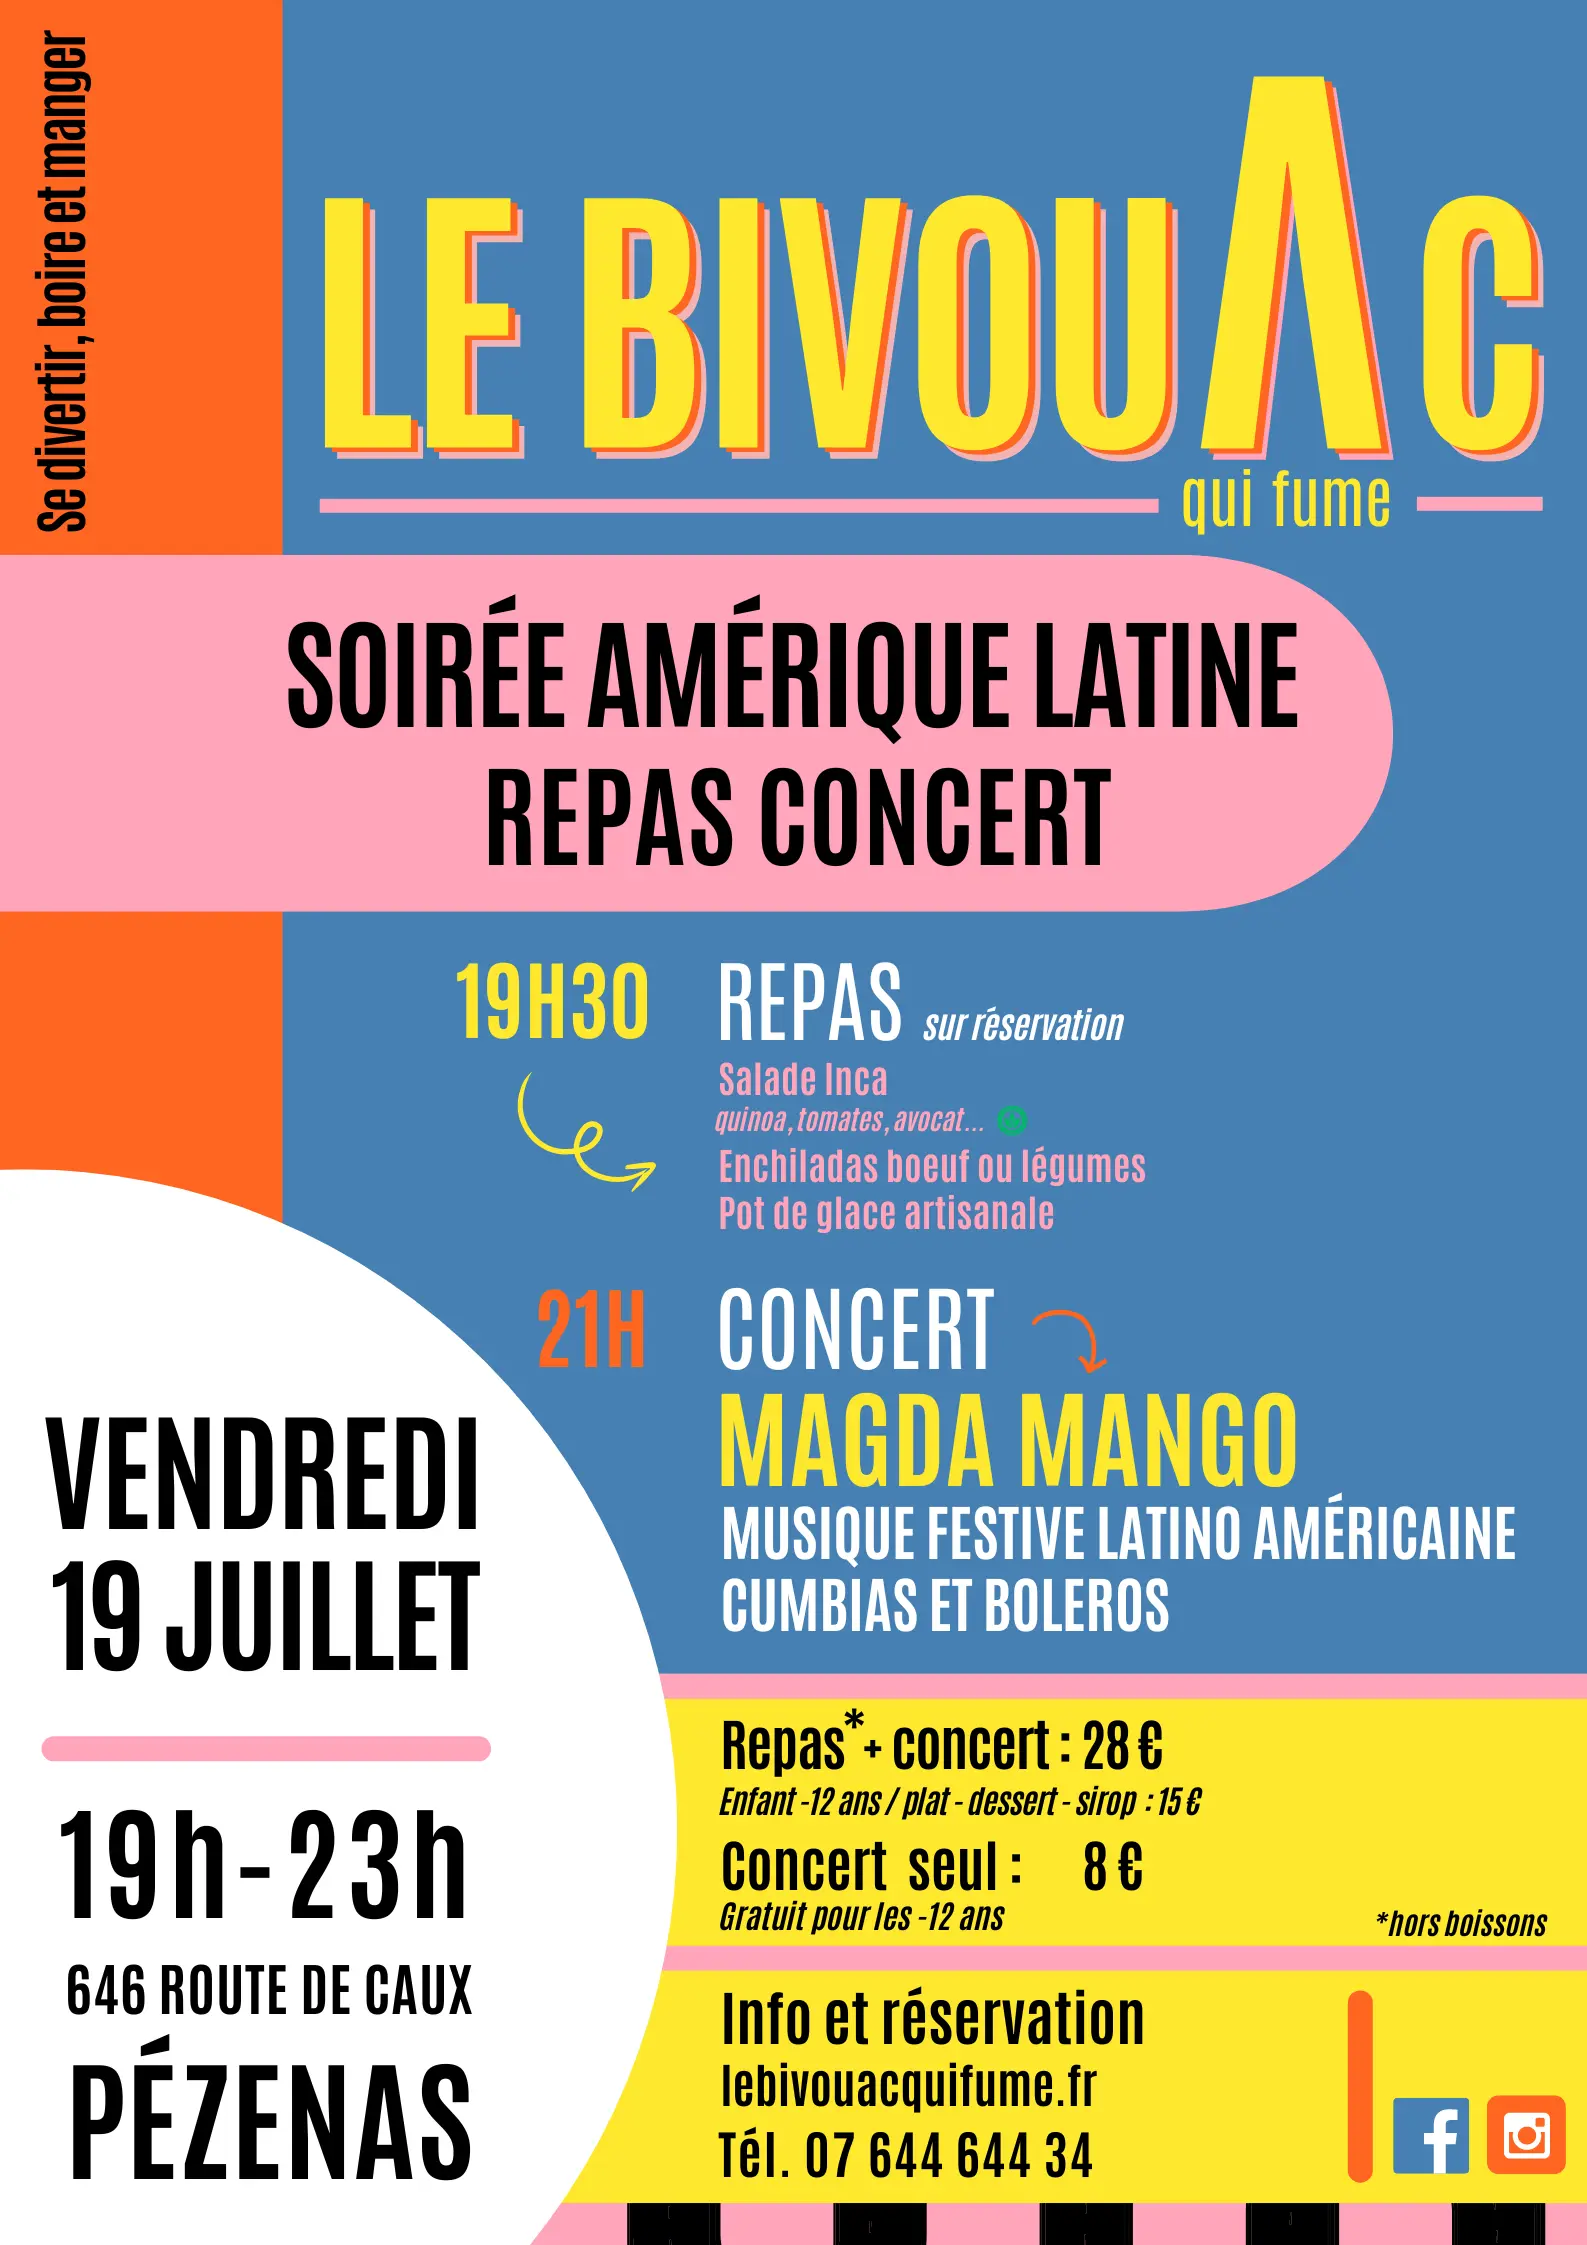 Se divertir, boire et manger
LE BIVOUAC
qui fume
SOIRÉE AMÉRIQUE LATINE
REPAS CONCERT
19H30 REPAS sur réservation
Salade Inca
quinoa, tomates, avocat...
Enchiladas boeuf ou légumes
Pot de glace artisanale
21H CONCERT
MAGDA MANGO
MUSIQUE FESTIVE LATINO AMÉRICAINE
CUMBIAS ET BOLEROS
VENDREDI
19 JUILLET
19h-23h
646 ROUTE DE CAUX
PÉZENAS
Repas*+ concert : 28 €
Enfant -12 ans / plat - dessert - sirop : 15 €
Concert seul : 8 €
Gratuit pour les -12 ans
*hors boissons
Info et réservation
lebivouacquifume.fr
Tél. 07 644 644 34